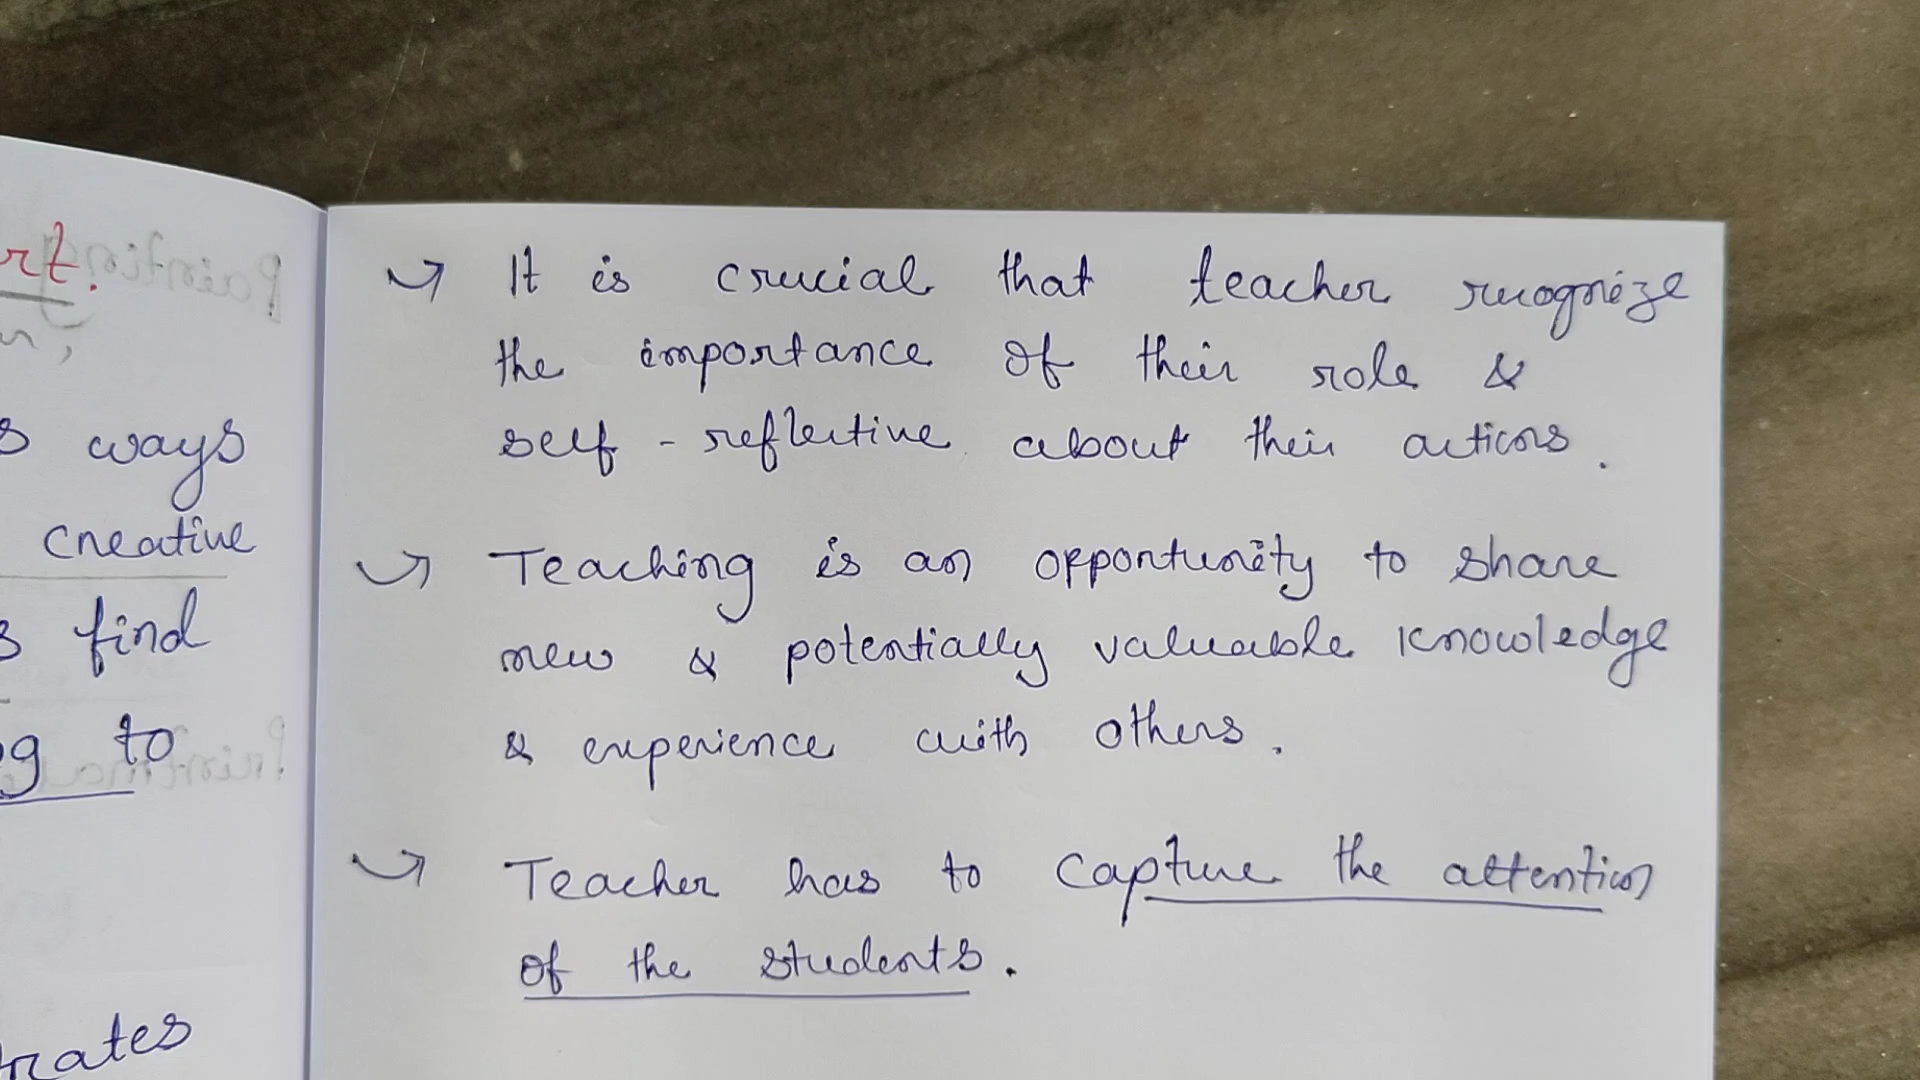 ways
creative
find
to
→ It is crucial that teacher recognize
the importance of their role &
self-reflective about their actions.
→ Teaching is an opportunity to share
new & potentially valuable knowledge
& experience with others.
→ Teacher has to capture the attention
of the students.